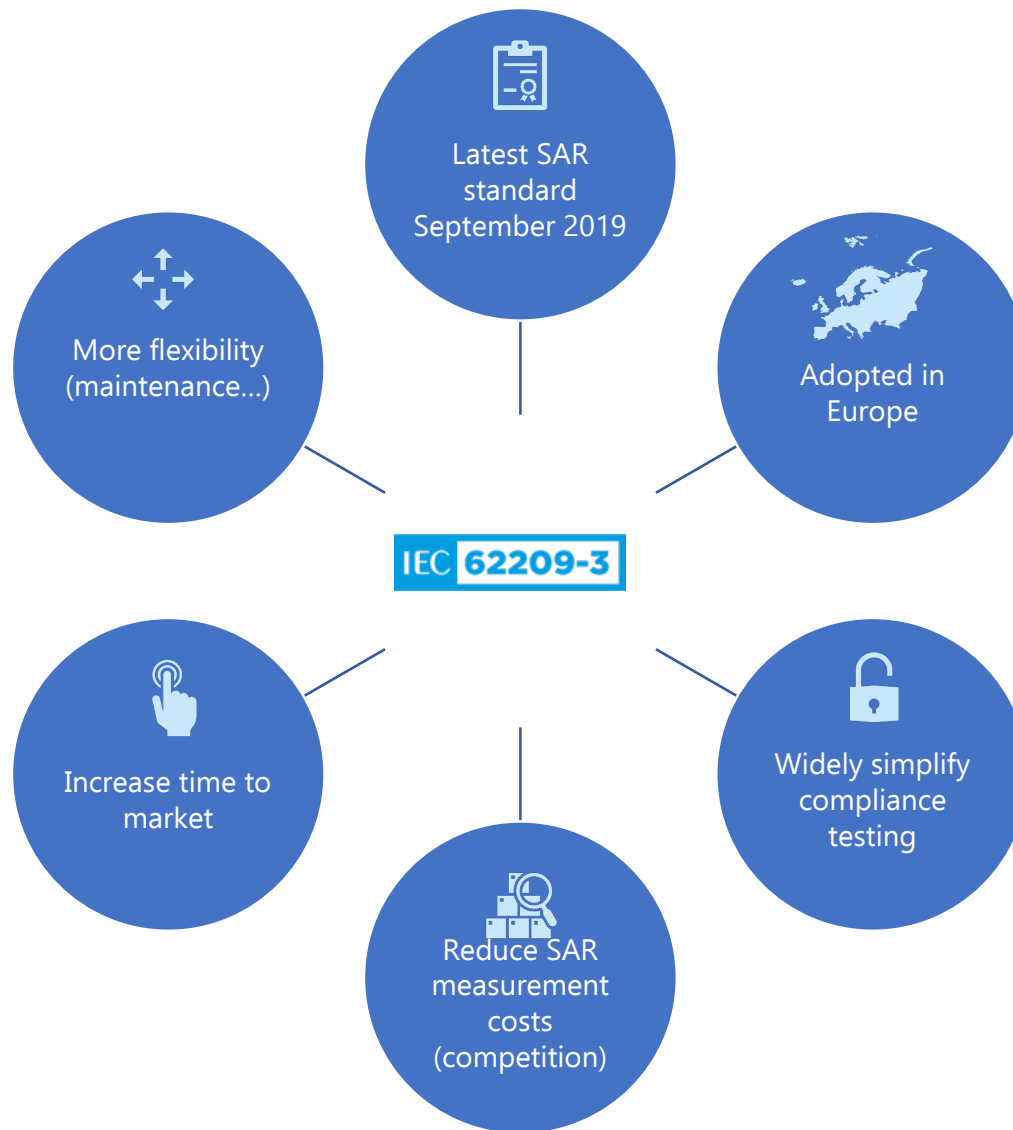 Latest SAR
standard
September 2019
Adopted in
Europe
Widely simplify
compliance
testing
Reduce SAR
measurement
costs
(competition)
Increase time to
market
More flexibility
(maintenance...)
IEC 62209-3